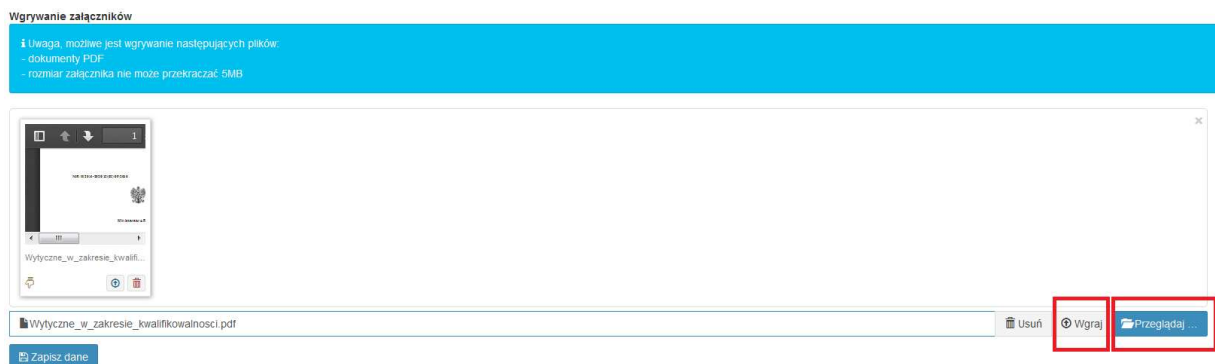 Wgrywanie załączników
Uwaga, możliwe jest wgrywanie następujących plików:
- dokumenty PDF
- rozmiar załącznika nie może przekraczać 5MB
1
Wytyczne_w_zakresie_kwalifi...
Wytyczne_w_zakresie_kwalifikowalnosci.pdf
Usuń
Wgraj
Przeglądaj ...
Zapisz dane